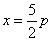 x = 5/2 p